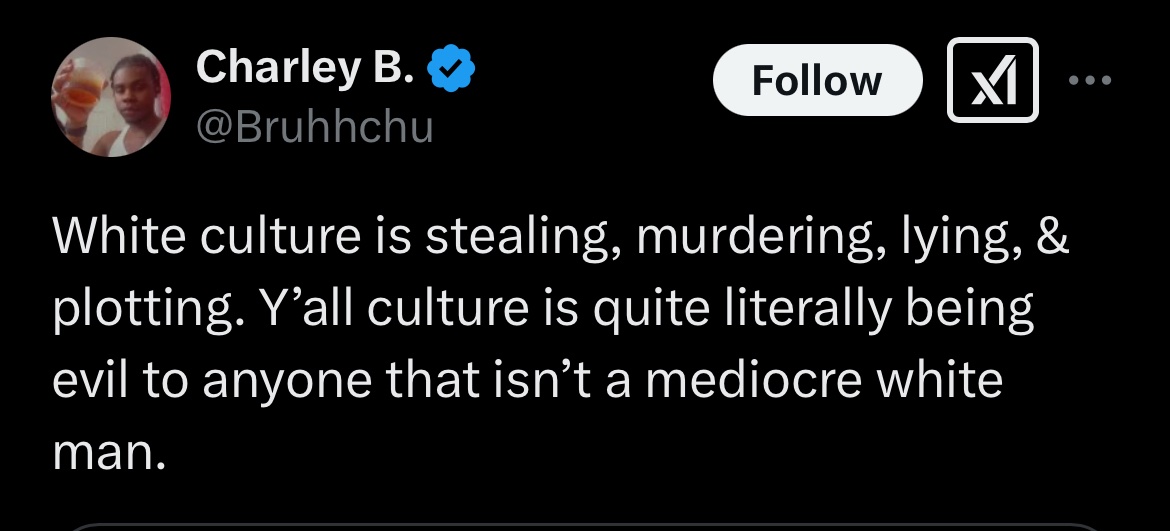 Charley B.
@Bruhhchu
Follow
White culture is stealing, murdering, lying, &
plotting. Y’all culture is quite literally being
evil to anyone that isn’t a mediocre white
man.